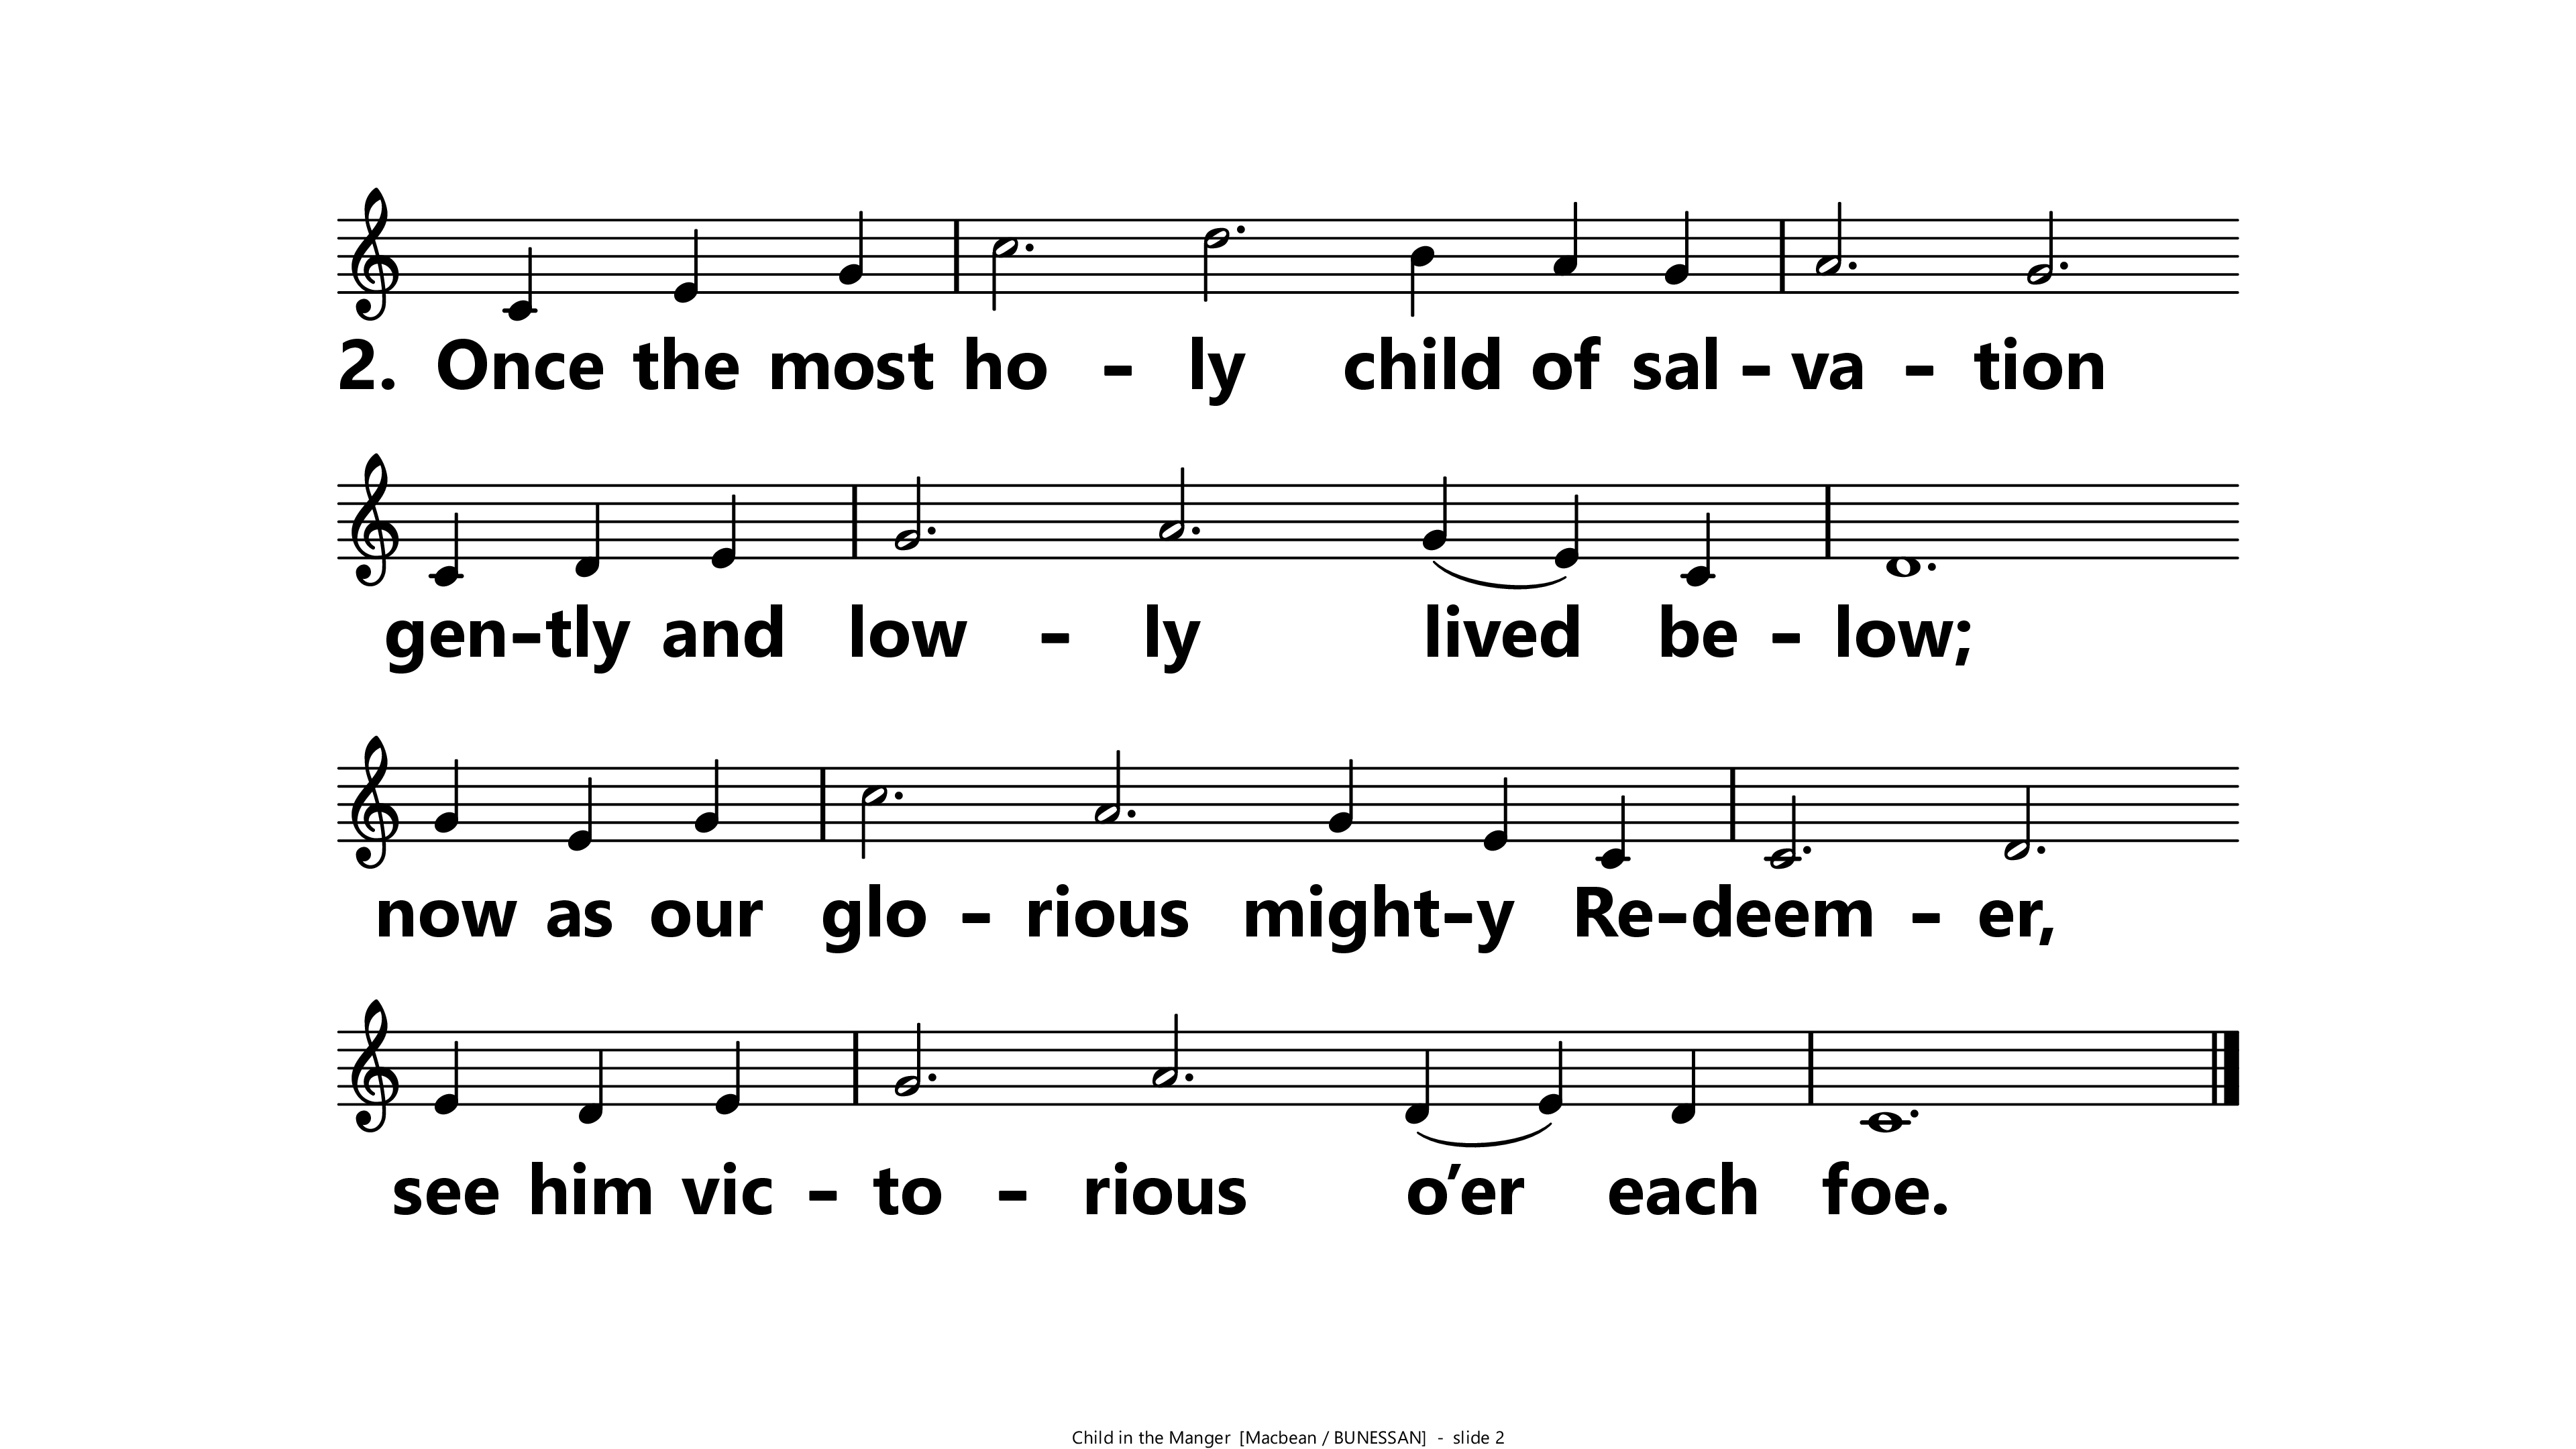 2. Once the most ho - ly child of sal - va - tion
gen-tly and low - ly lived be - low;
now as our glo - rious might-y Re-deem - er,
see him vic - to - rious o’er each foe.
Child in the Manger [Macbean / BUNESSAN] - slide 2